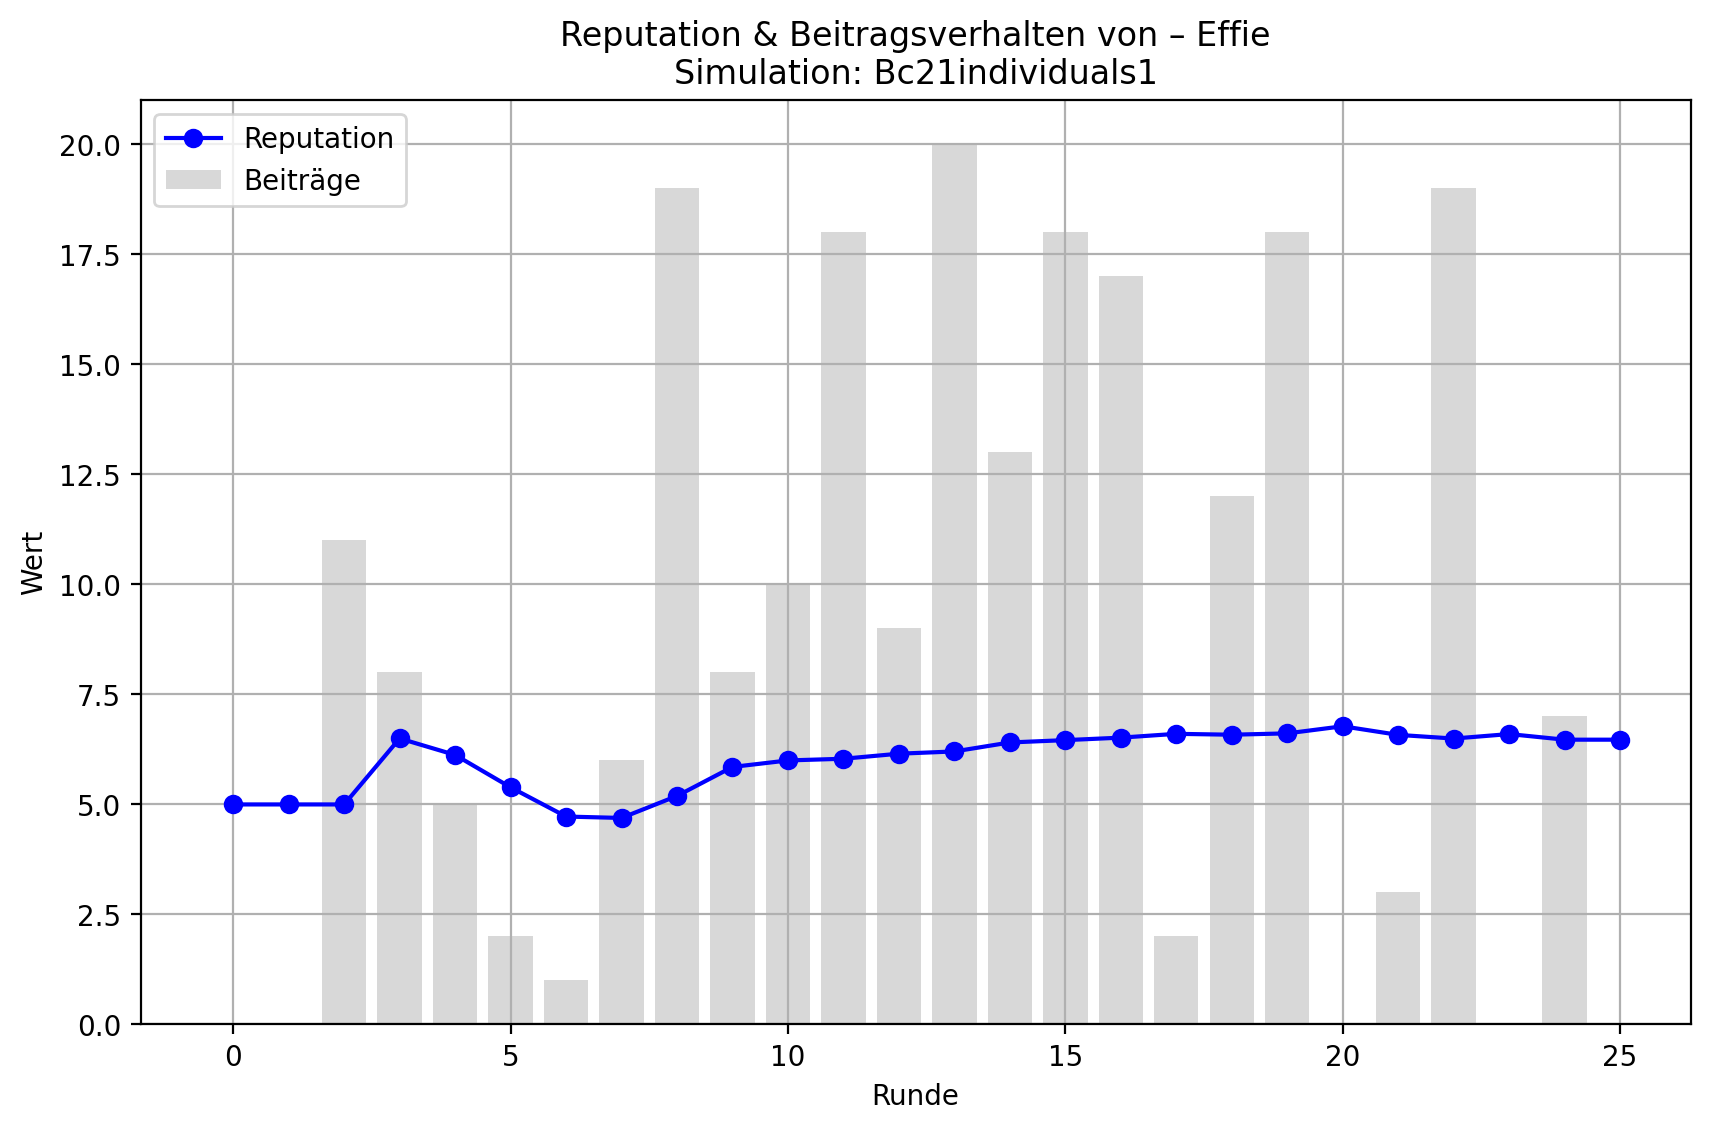 Reputation & Beitragsverhalten von – Effie
Simulation: Bc21individuals1
Reputation
Beiträge
20.0
17.5
15.0
12.5
10.0
7.5
5.0
2.5
0.0
Wert
0 5 10 15 20 25
Runde